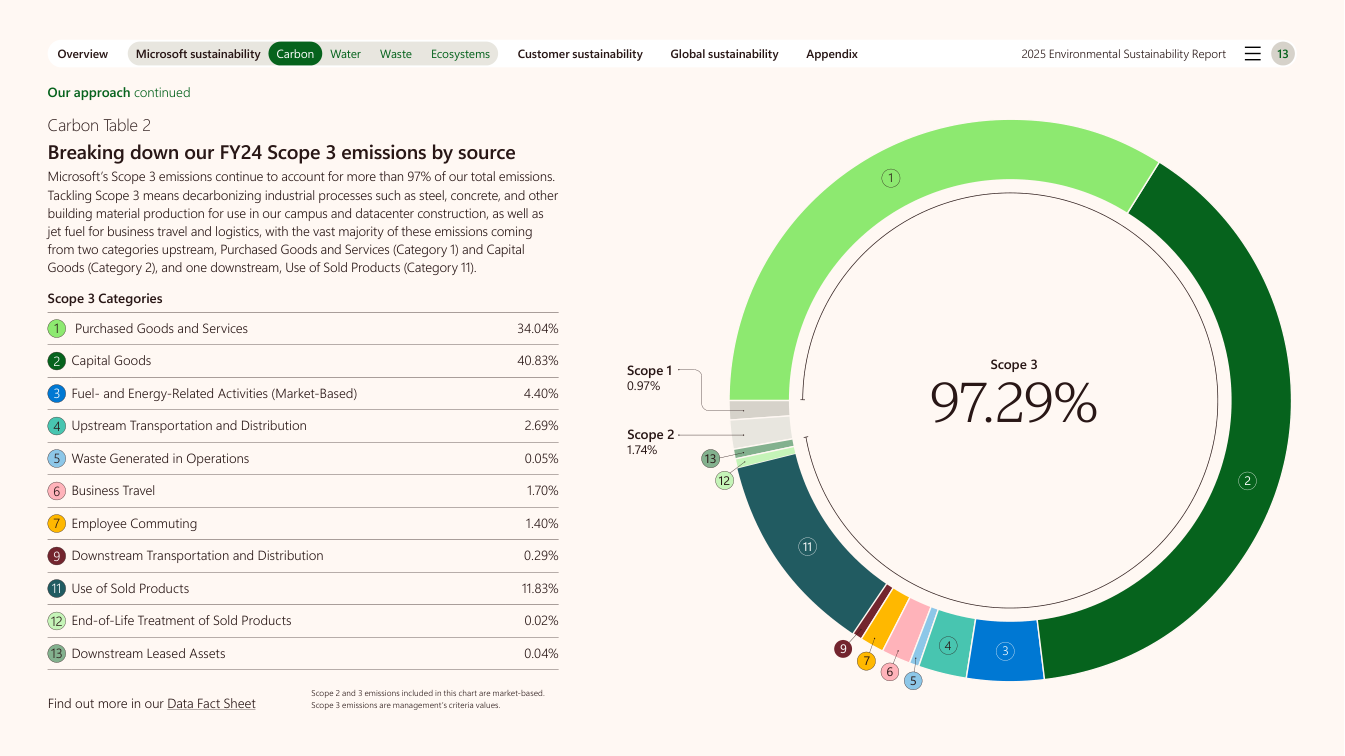 Overview Microsoft sustainability Carbon Water Waste Ecosystems Customer sustainability Global sustainability Appendix 2025 Environmental Sustainability Report 13
Our approach continued
Carbon Table 2
Breaking down our FY24 Scope 3 emissions by source
Microsoft's Scope 3 emissions continue to account for more than 97% of our total emissions.
Tackling Scope 3 means decarbonizing industrial processes such as steel, concrete, and other
building material production for use in our campus and datacenter construction, as well as
jet fuel for business travel and logistics, with the vast majority of these emissions coming
from two categories upstream, Purchased Goods and Services (Category 1) and Capital
Goods (Category 2), and one downstream, Use of Sold Products (Category 11).
Scope 3 Categories
1 Purchased Goods and Services 34.04%
2 Capital Goods 40.83%
3 Fuel- and Energy-Related Activities (Market-Based) 4.40%
4 Upstream Transportation and Distribution 2.69%
5 Waste Generated in Operations 0.05%
6 Business Travel 1.70%
7 Employee Commuting 1.40%
9 Downstream Transportation and Distribution 0.29%
11 Use of Sold Products 11.83%
12 End-of-Life Treatment of Sold Products 0.02%
13 Downstream Leased Assets 0.04%
Find out more in our Data Fact Sheet
Scope 2 and 3 emissions included in this chart are market-based.
Scope 3 emissions are management's criteria values.
1
Scope 1
0.97%
Scope 2
1.74%
Scope 3
97.29%
13
12
2
11
9
7
6
5
4
3